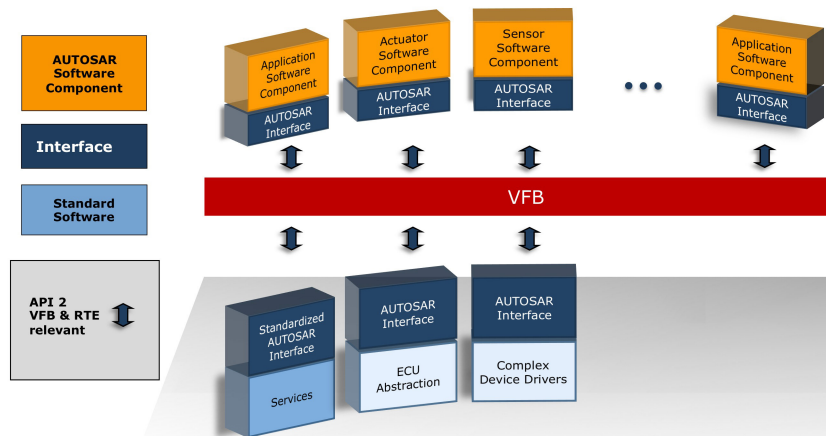 AUTOSAR
Software
Component
Interface
Standard
Software
API 2
VFB & RTE
relevant
Application
Software
Component
AUTOSAR
Interface
Actuator
Software
Component
AUTOSAR
Interface
Sensor
Software
Component
AUTOSAR
Interface
Application
Software
Component
AUTOSAR
Interface
VFB
Standardized
AUTOSAR
Interface
Services
AUTOSAR
Interface
ECU
Abstraction
AUTOSAR
Interface
Complex
Device Drivers